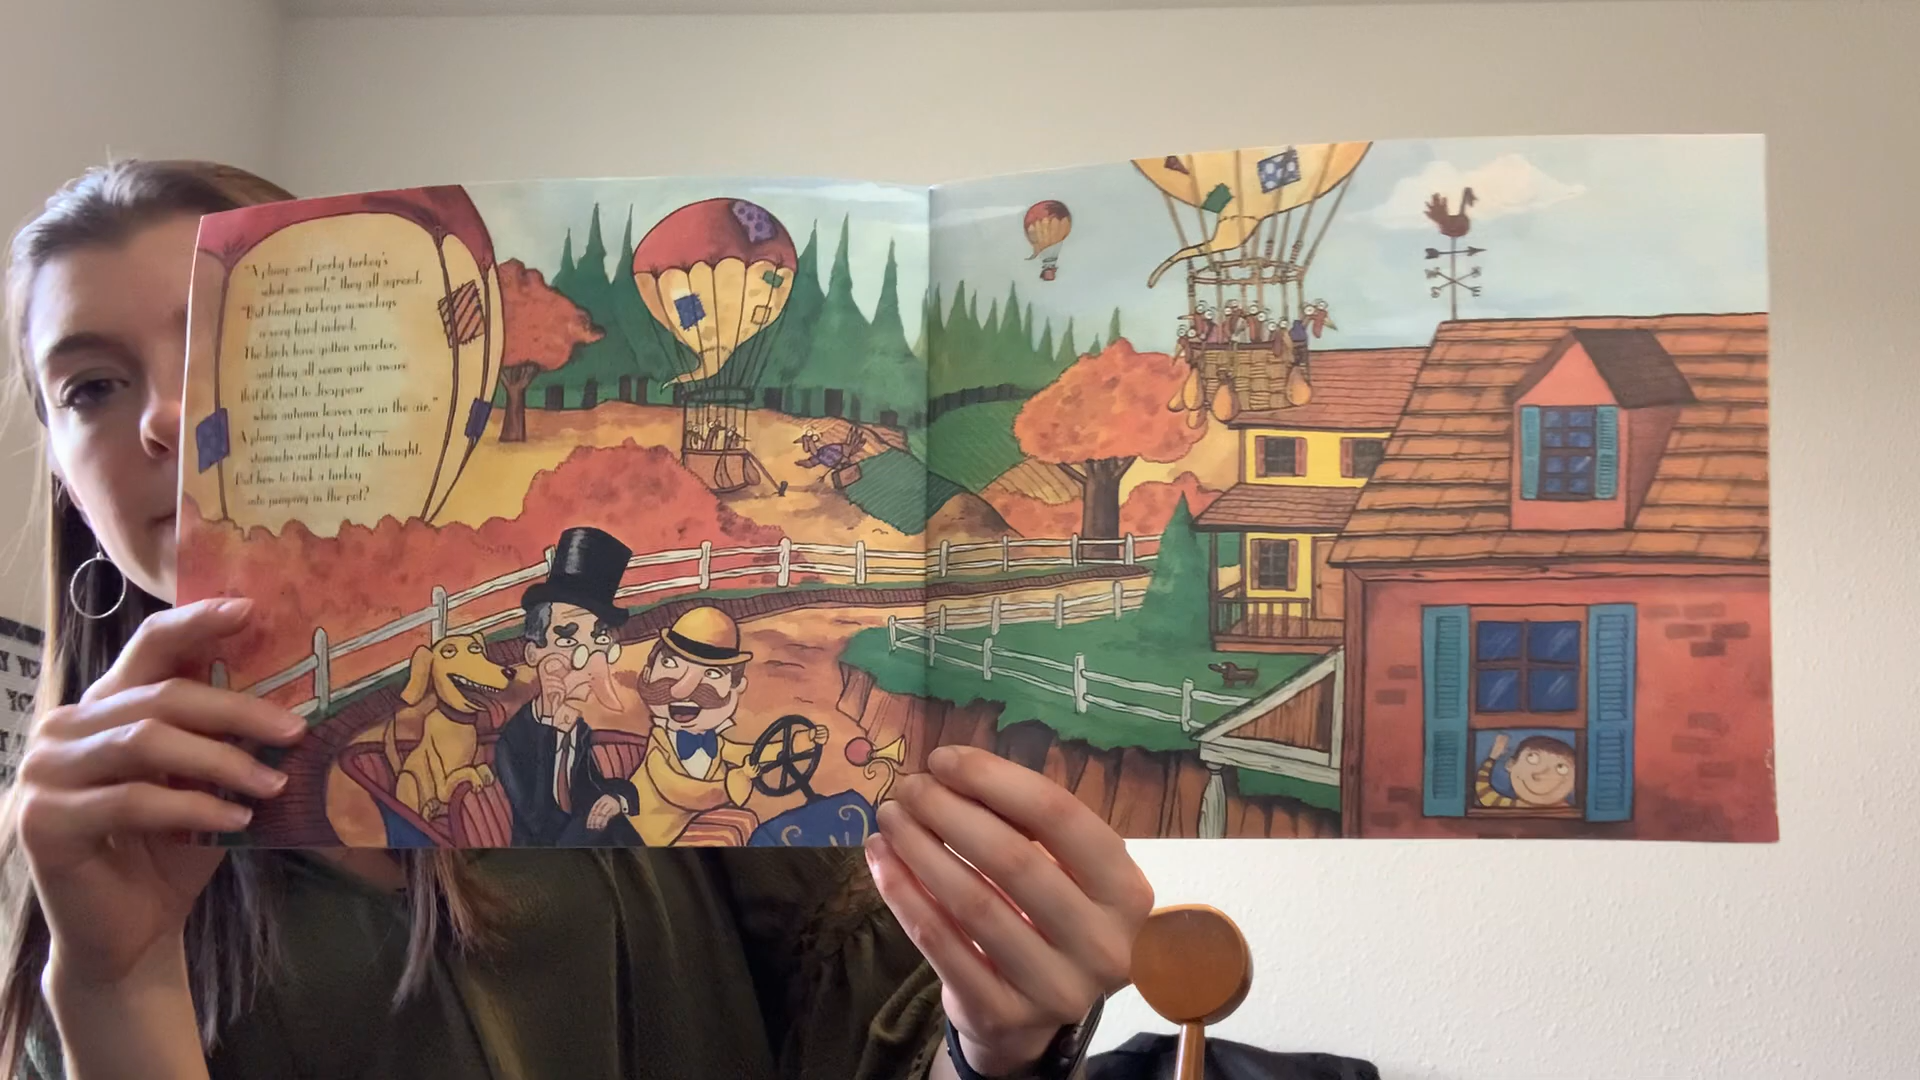 "A plump and perky turkey's
what we need," they all agreed.
"But finding turkeys nowadays
is very hard indeed.
The birds have gotten smarter,
and they all seem quite aware
that it's best to disappear
when autumn leaves are in the air."
A plump and perky turkey—
stomachs rumbled at the thought.
But how to trick a turkey
into jumping in the pot?